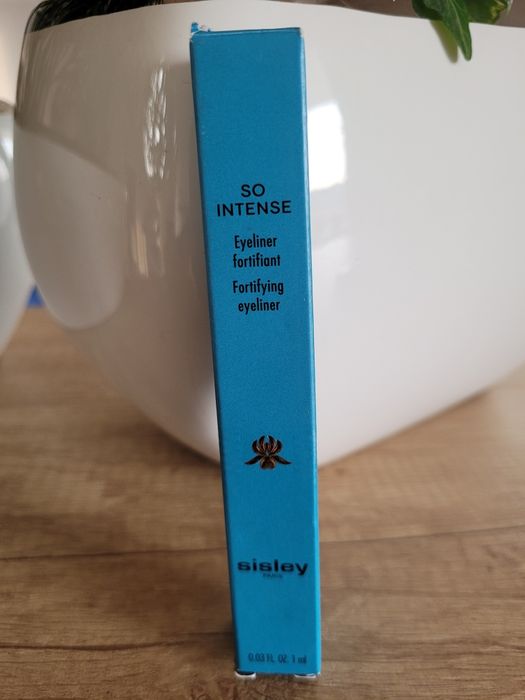 SO
INTENSE
Eyeliner
fortifiant
Fortifying
eyeliner
sisley
PARIS
0.03 FL. OZ. 1 ml